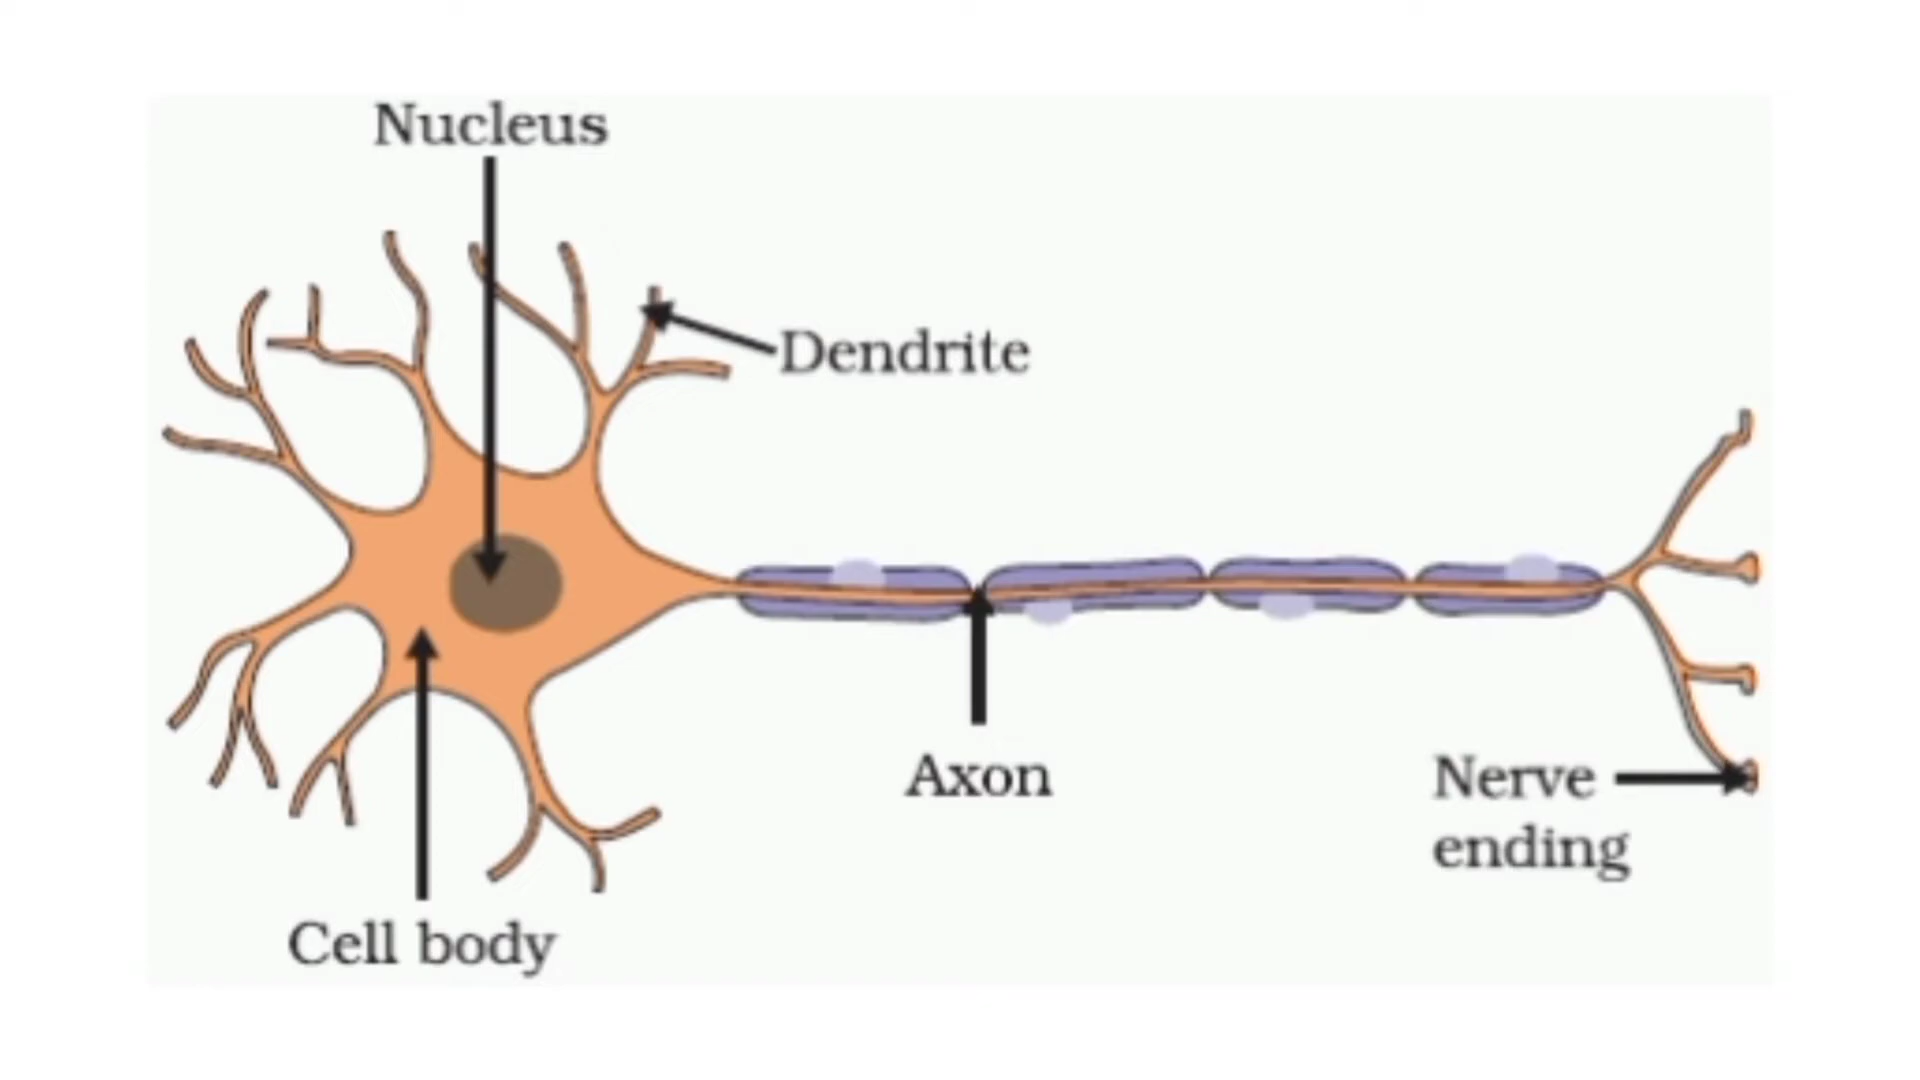 Nucleus
Dendrite
Axon
Nerve
ending
Cell body